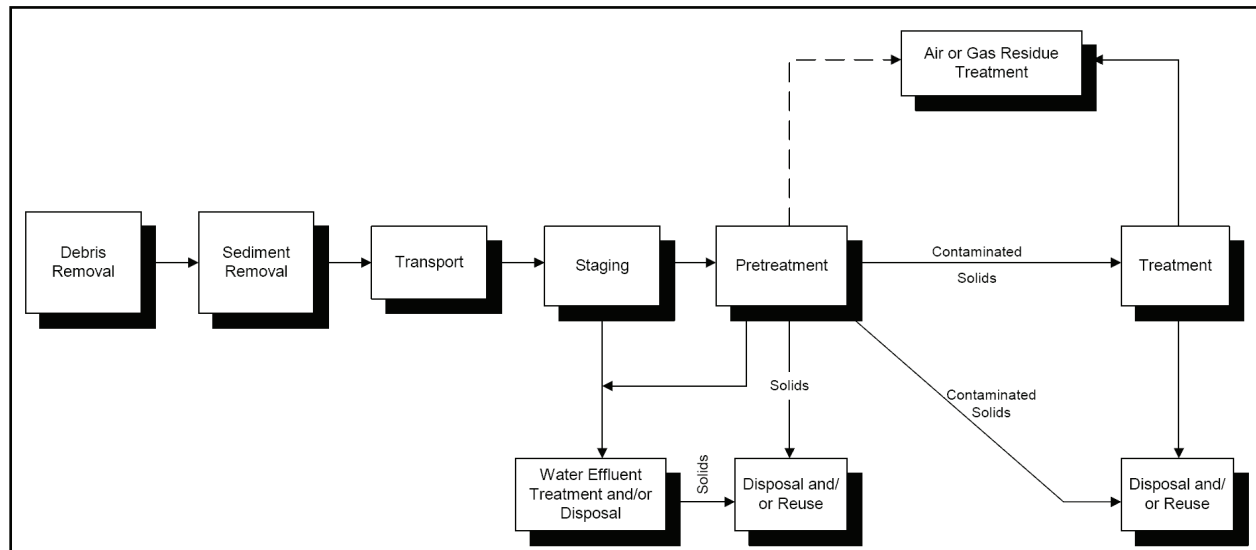 Air or Gas Residue
Treatment
Debris
Removal
Sediment
Removal
Transport
Staging
Pretreatment
Contaminated
Solids
Treatment
Solids
Contaminated
Solids
Water Effluent
Treatment and/or
Disposal
Solids
Disposal and/
or Reuse
Disposal and/
or Reuse